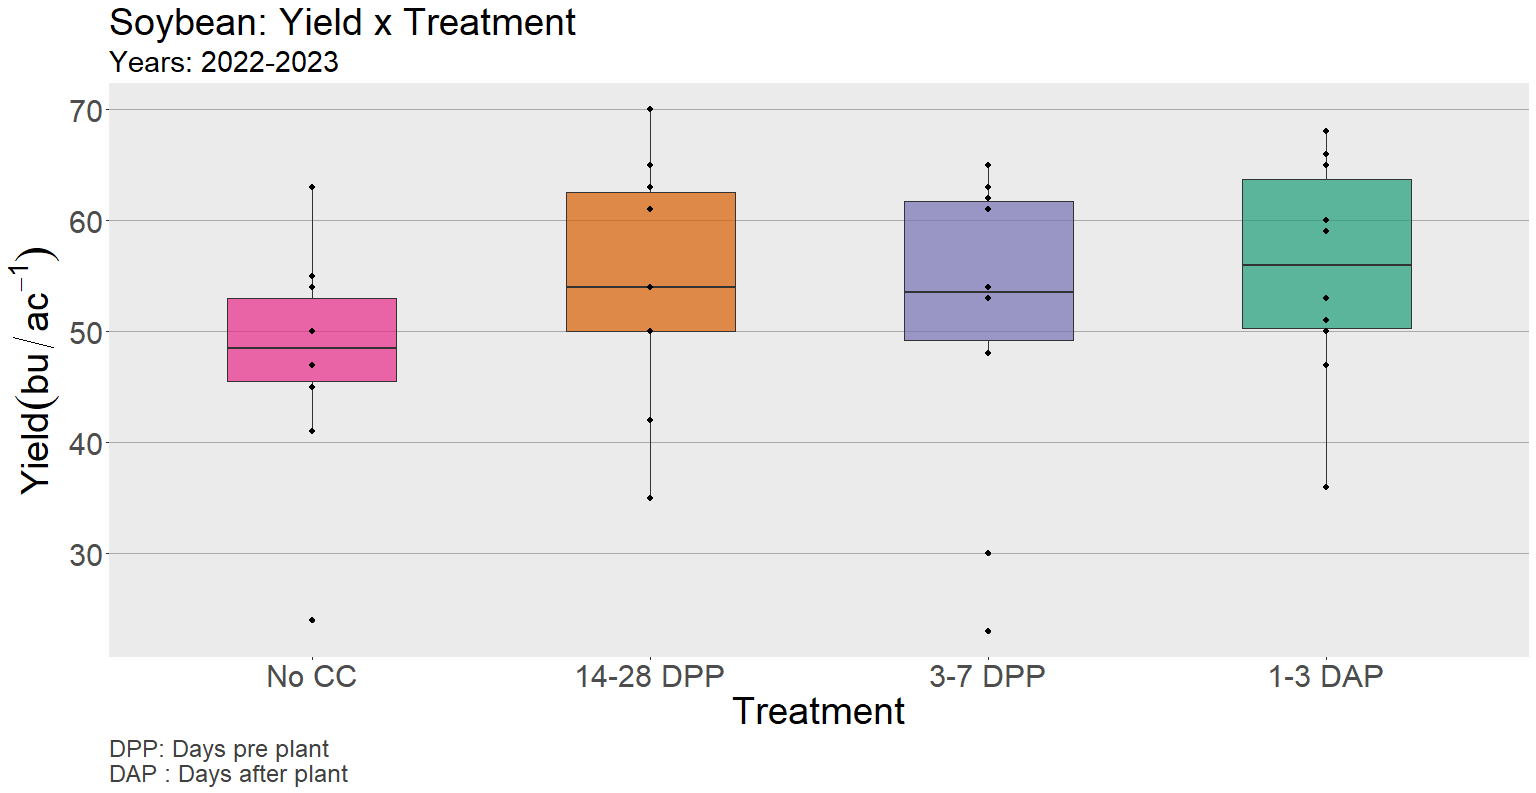 Soybean: Yield x Treatment
Years: 2022-2023
Yield(bu / ac⁻¹)
70
60
50
40
30
No CC
14-28 DPP
3-7 DPP
1-3 DAP
Treatment
DPP: Days pre plant
DAP : Days after plant